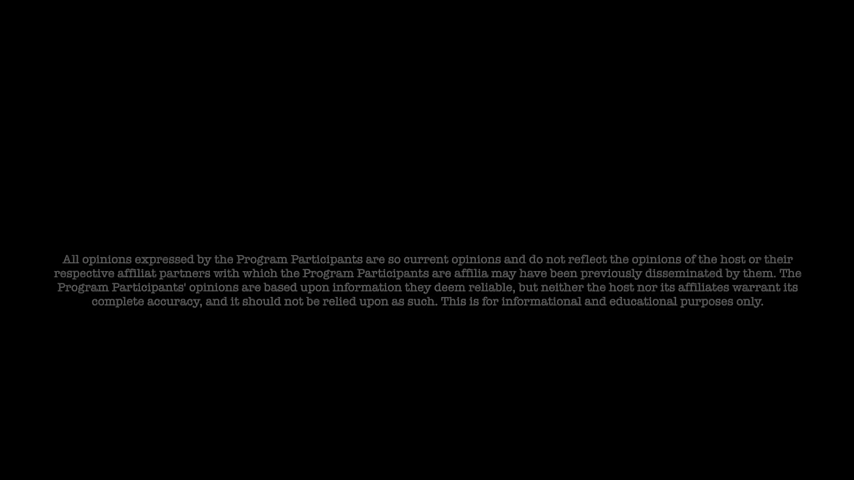 All opinions expressed by the Program Participants are so current opinions and do not reflect the opinions of the host or their
respective affiliat partners with which the Program Participants are affilia may have been previously disseminated by them. The
Program Participants' opinions are based upon information they deem reliable, but neither the host nor its affiliates warrant its
complete accuracy, and it should not be relied upon as such. This is for informational and educational purposes only.